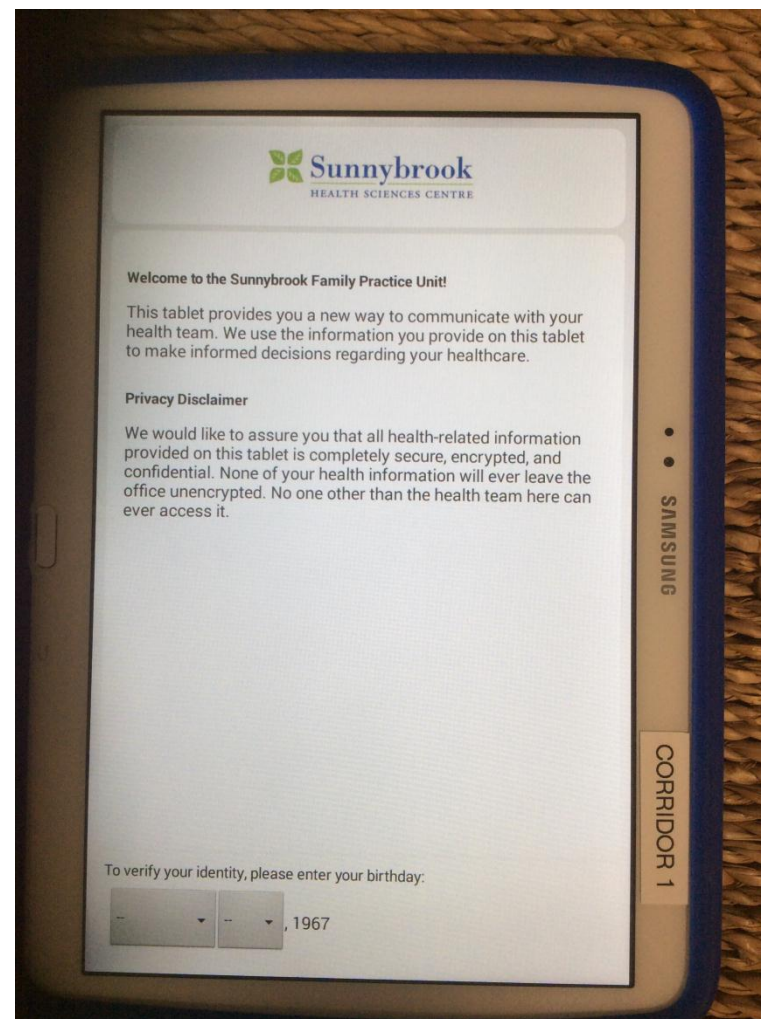 Sunnybrook
HEALTH SCIENCES CENTRE
Welcome to the Sunnybrook Family Practice Unit!
This tablet provides you a new way to communicate with your
health team. We use the information you provide on this tablet
to make informed decisions regarding your healthcare.
Privacy Disclaimer
We would like to assure you that all health-related information
provided on this tablet is completely secure, encrypted, and
confidential. None of your health information will ever leave the
office unencrypted. No one other than the health team here can
ever access it.
To verify your identity, please enter your birthday:
-- -- , 1967
SAMSUNG
CORRIDOR 1